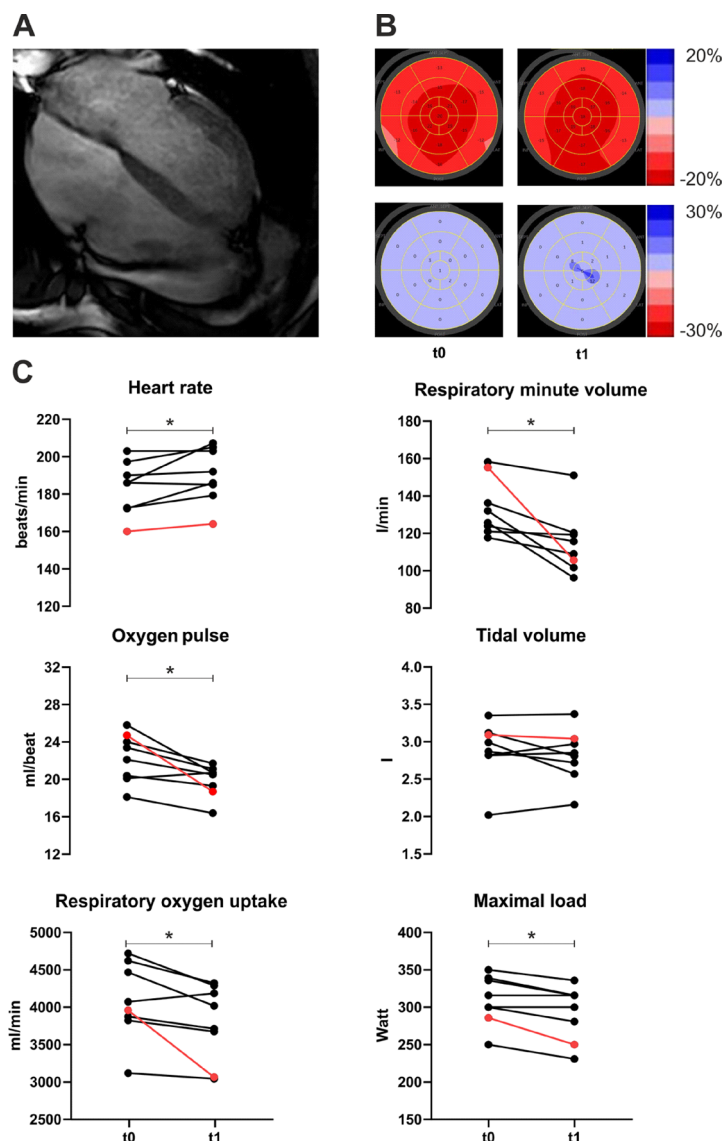 A
B
20%
-20%
30%
-30%
t0
t1
C
Heart rate
beats/min
220
200
180
160
140
120
*
Respiratory minute volume
l/min
180
160
140
120
100
80
*
Oxygen pulse
ml/beat
32
28
24
20
16
12
*
Tidal volume
l
4.0
3.5
3.0
2.5
2.0
1.5
Respiratory oxygen uptake
ml/min
5000
4500
4000
3500
3000
2500
*
t0
t1
Maximal load
Watt
400
350
300
250
200
150
*
t0
t1